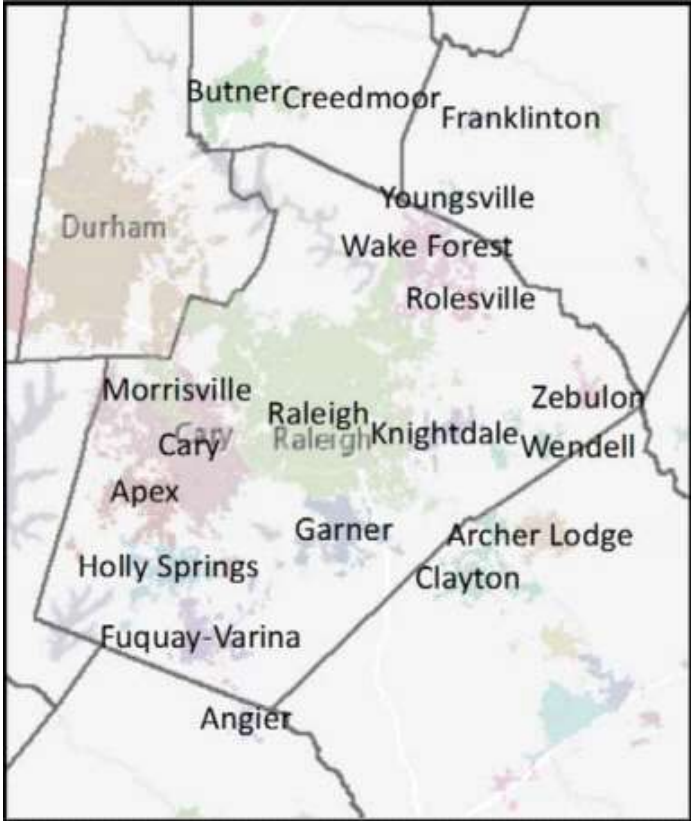 Butner
Creedmoor
Franklinton
Youngsville
Durham
Wake Forest
Rolesville
Morrisville
Zebulon
Raleigh
Cary
Raleigh
Knightdale
Cary
Wendell
Apex
Garner
Archer Lodge
Holly Springs
Clayton
Fuquay-Varina
Angier